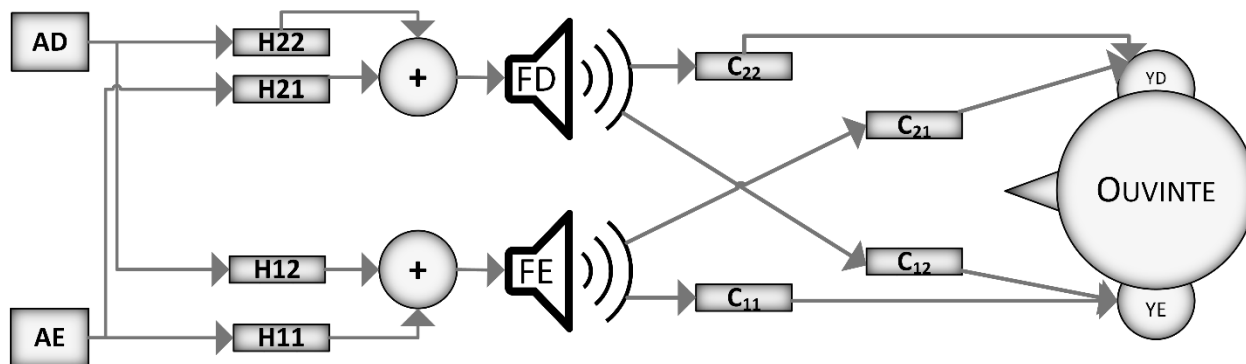 AD
H22
H21
+
FD
C₂₂
YD
C₂₁
OUVINTE
H12
+
FE
C₁₂
C₁₁
YE
AE
H11